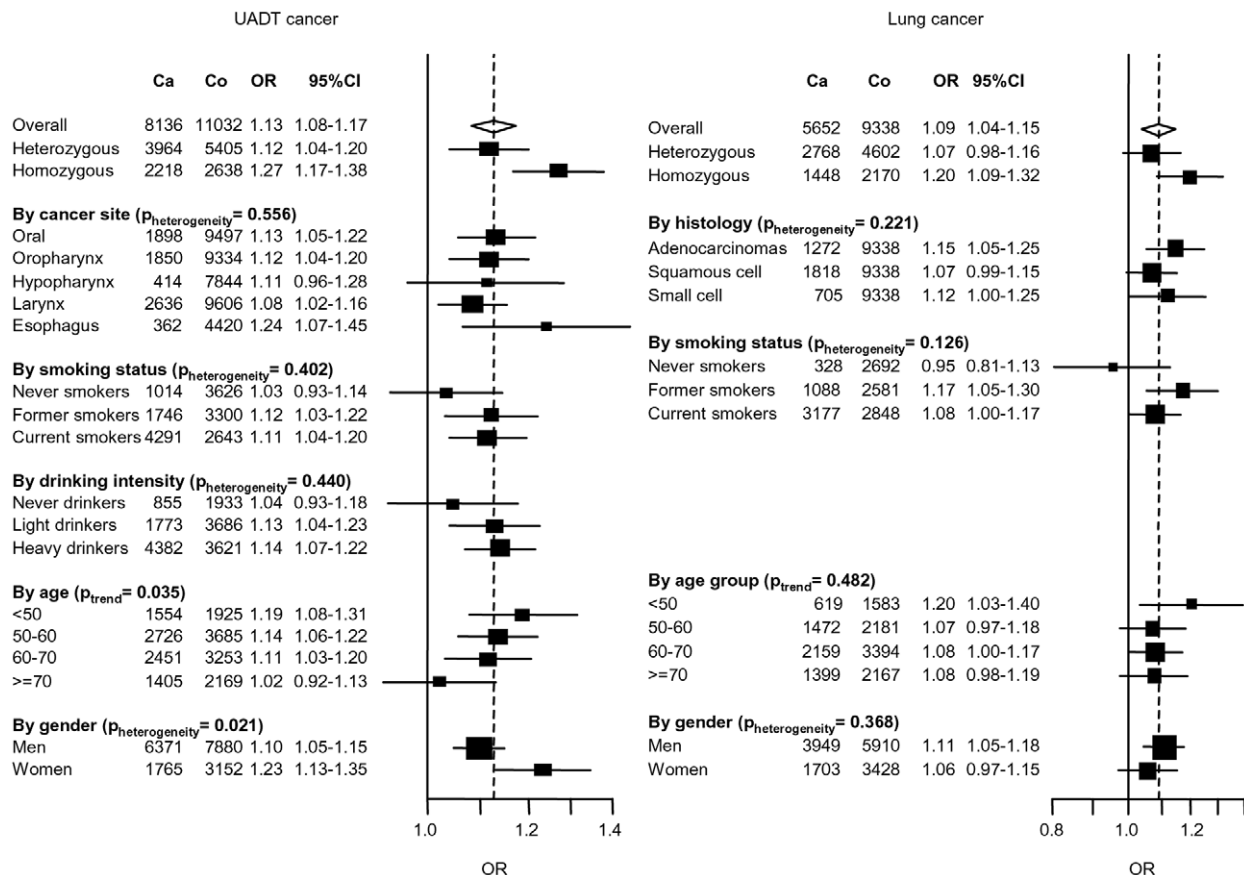 UADT cancer
Ca Co OR 95%CI
Overall 8136 11032 1.13 1.08-1.17
Heterozygous 3964 5405 1.12 1.04-1.20
Homozygous 2218 2638 1.27 1.17-1.38
By cancer site (pheterogeneity= 0.556)
Oral 1898 9497 1.13 1.05-1.22
Oropharynx 1850 9334 1.12 1.04-1.20
Hypopharynx 414 7844 1.11 0.96-1.28
Larynx 2636 9606 1.08 1.02-1.16
Esophagus 362 4420 1.24 1.07-1.45
By smoking status (pheterogeneity= 0.402)
Never smokers 1014 3626 1.03 0.93-1.14
Former smokers 1746 3300 1.12 1.03-1.22
Current smokers 4291 2643 1.11 1.04-1.20
By drinking intensity (pheterogeneity= 0.440)
Never drinkers 855 1933 1.04 0.93-1.18
Light drinkers 1773 3686 1.13 1.04-1.23
Heavy drinkers 4382 3621 1.14 1.07-1.22
By age (ptrend= 0.035)
<50 1554 1925 1.19 1.08-1.31
50-60 2726 3685 1.14 1.06-1.22
60-70 2451 3253 1.11 1.03-1.20
>=70 1405 2169 1.02 0.92-1.13
By gender (pheterogeneity= 0.021)
Men 6371 7880 1.10 1.05-1.15
Women 1765 3152 1.23 1.13-1.35
1.0 1.2 1.4
OR
Lung cancer
Ca Co OR 95%CI
Overall 5652 9338 1.09 1.04-1.15
Heterozygous 2768 4602 1.07 0.98-1.16
Homozygous 1448 2170 1.20 1.09-1.32
By histology (pheterogeneity= 0.221)
Adenocarcinomas 1272 9338 1.15 1.05-1.25
Squamous cell 1818 9338 1.07 0.99-1.15
Small cell 705 9338 1.12 1.00-1.25
By smoking status (pheterogeneity= 0.126)
Never smokers 328 2692 0.95 0.81-1.13
Former smokers 1088 2581 1.17 1.05-1.30
Current smokers 3177 2848 1.08 1.00-1.17
By age group (ptrend= 0.482)
<50 619 1583 1.20 1.03-1.40
50-60 1472 2181 1.07 0.97-1.18
60-70 2159 3394 1.08 1.00-1.17
>=70 1399 2167 1.08 0.98-1.19
By gender (pheterogeneity= 0.368)
Men 3949 5910 1.11 1.05-1.18
Women 1703 3428 1.06 0.97-1.15
0.8 1.0 1.2
OR